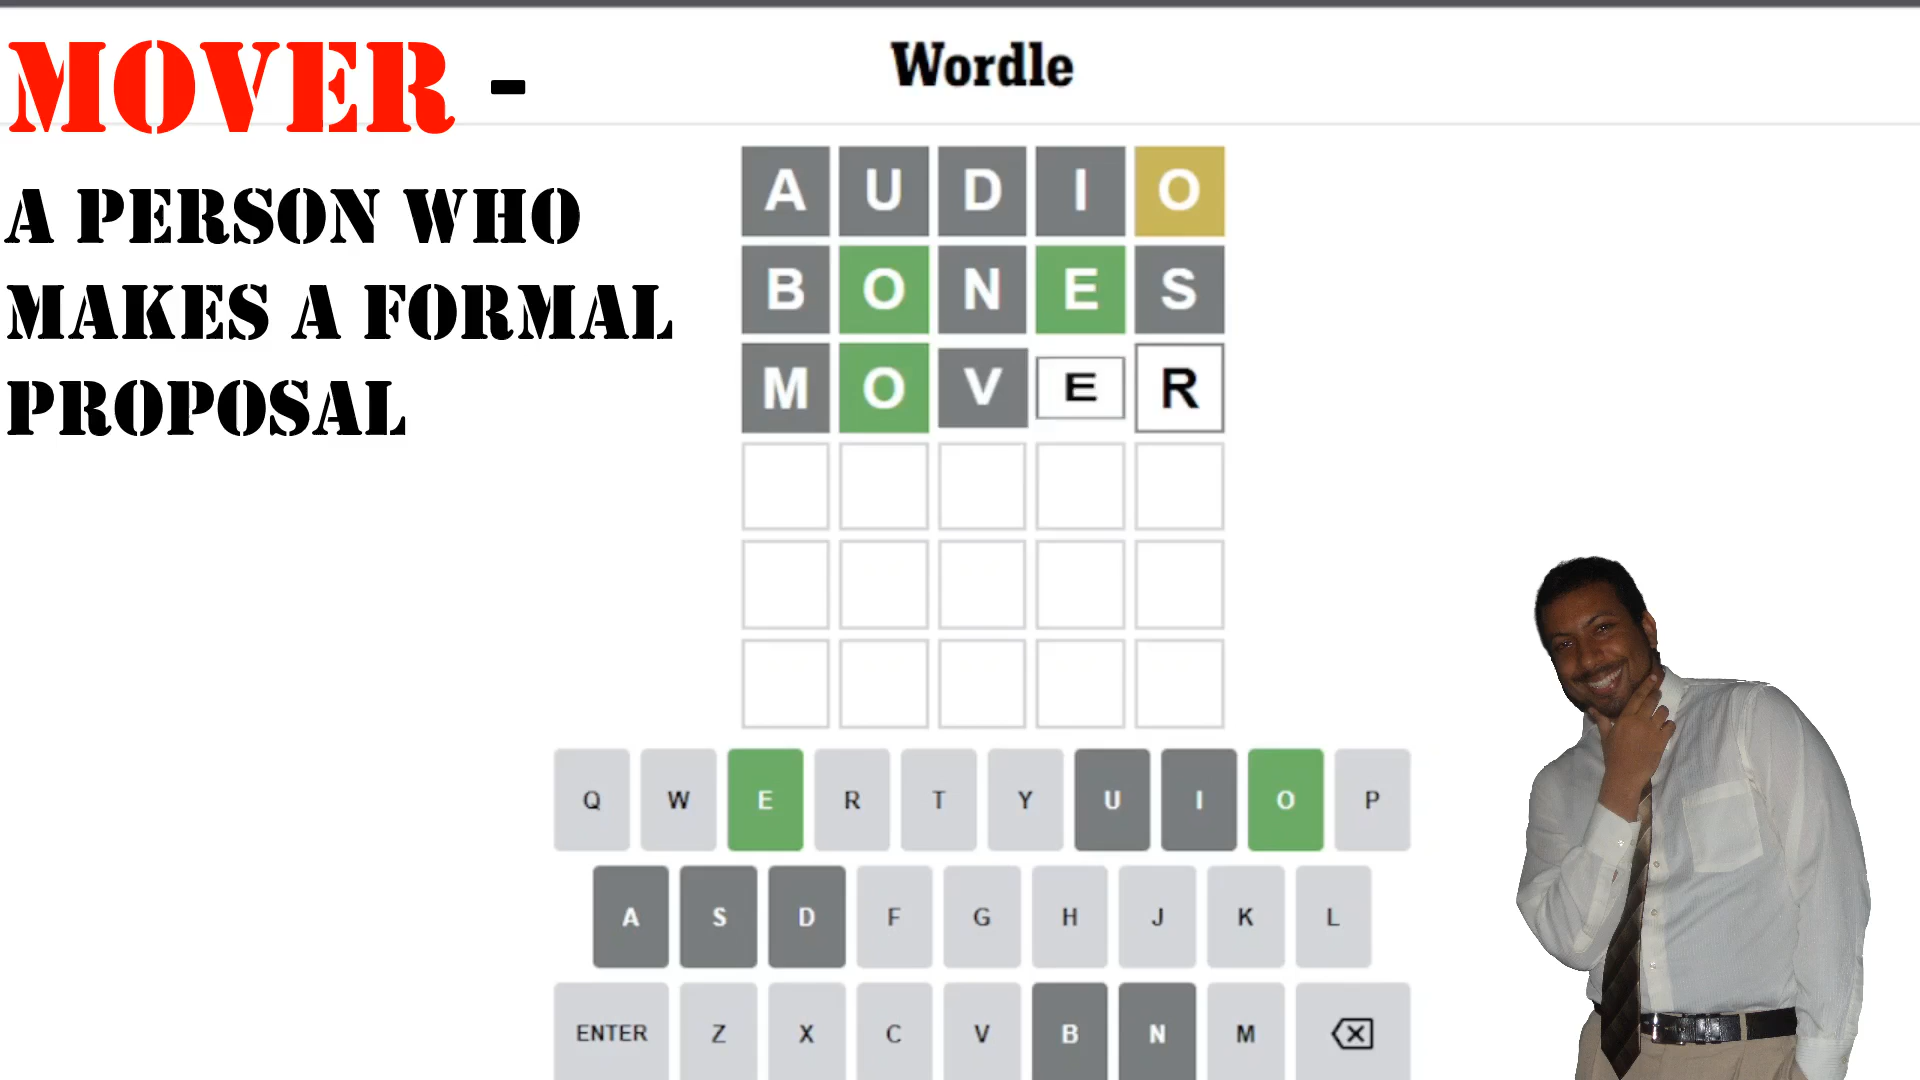 MOVER -
A PERSON WHO
MAKES A FORMAL
PROPOSAL
Wordle
A U D I O
B O N E S
M O V E R
Q W E R T Y U I O P
A S D F G H J K L
ENTER Z X C V B N M